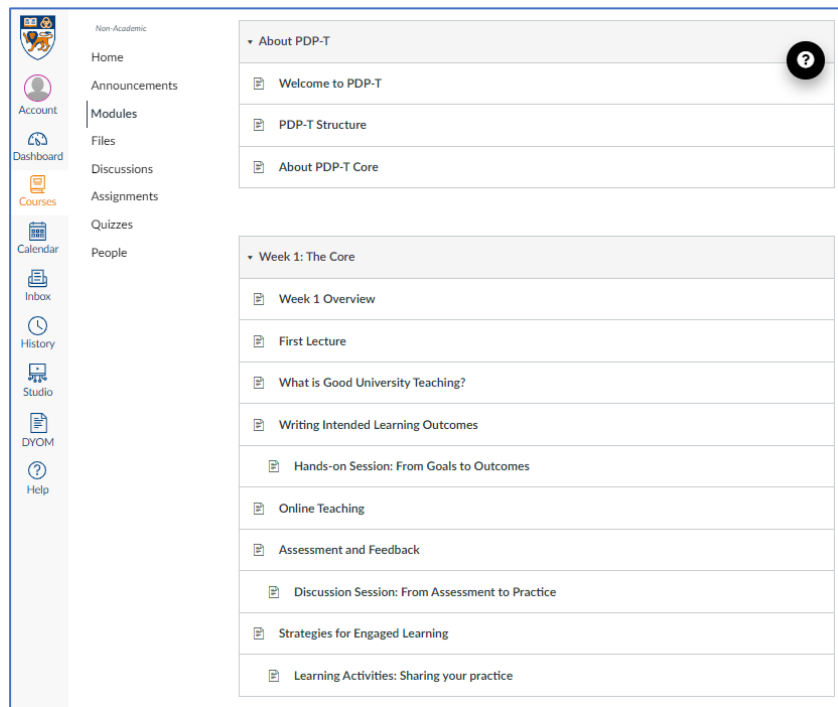 Account
Dashboard
Courses
Calendar
Inbox
History
Studio
DYOM
Help
Non-Academic
Home
Announcements
Modules
Files
Discussions
Assignments
Quizzes
People
About PDP-T
?
Welcome to PDP-T
PDP-T Structure
About PDP-T Core
Week 1: The Core
Week 1 Overview
First Lecture
What is Good University Teaching?
Writing Intended Learning Outcomes
Hands-on Session: From Goals to Outcomes
Online Teaching
Assessment and Feedback
Discussion Session: From Assessment to Practice
Strategies for Engaged Learning
Learning Activities: Sharing your practice